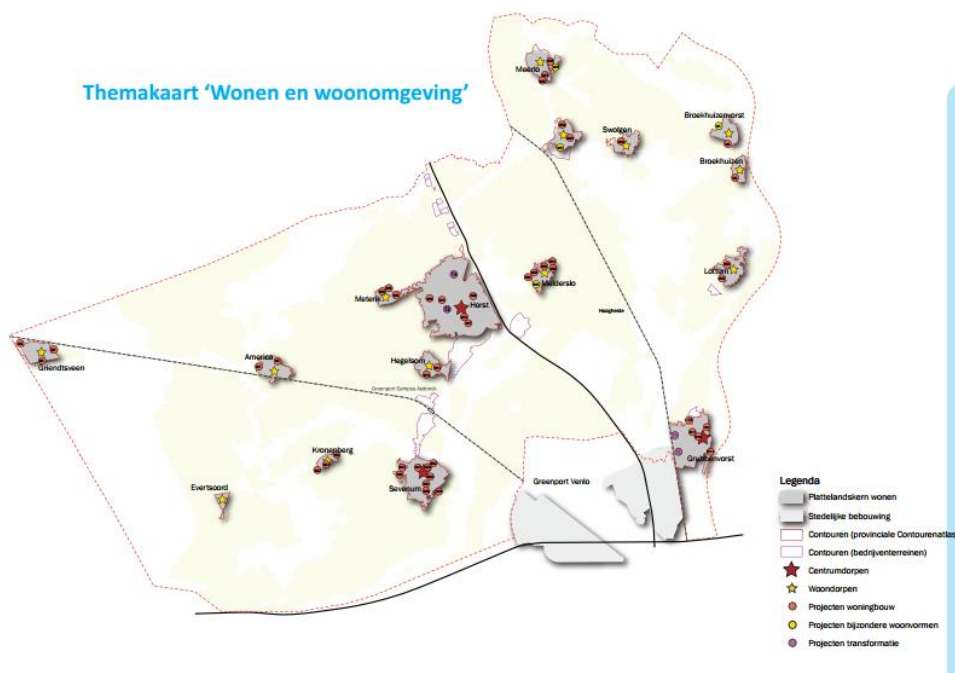 Themakaart ‘Wonen en woonomgeving’
Meerlo
Swolgen
Broekhuizenvorst
Broekhuizen
Lottum
Melderslo
Meterik
Horst
Hoogheide
Griendtsveen
America
Hegelsom
Kronenberg
Evertsoord
Sevenum
Greenport Venlo
Grubbenvorst
Legenda
Plattelandskern wonen
Stedelijke bebouwing
Contouren (provinciale Contourenatlas
Contouren (bedrijventerreinen)
Centrumdorpen
Woondorpen
Projecten woningbouw
Projecten bijzondere woonvormen
Projecten transformatie